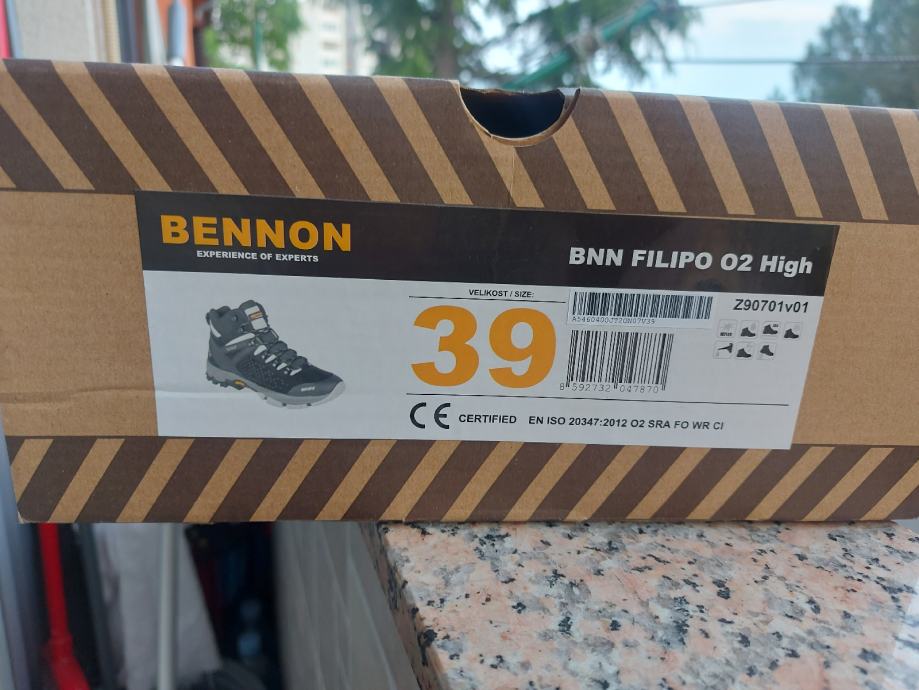 BENNON
EXPERIENCE OF EXPERTS
BNN FILIPO O2 High
VELIKOST / SIZE:
39
Z90701v01
8 592732 047870
CE CERTIFIED EN ISO 20347:2012 O2 SRA FO WR CI